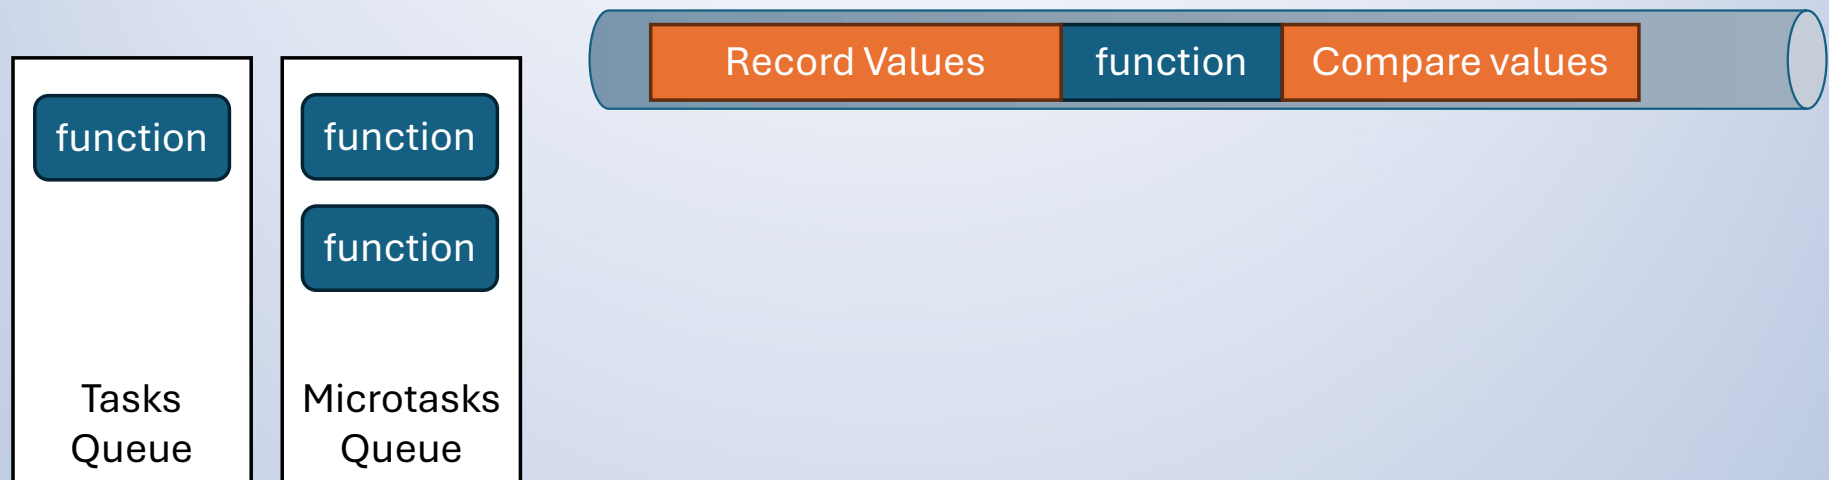 Record Values
function
Compare values
function
function
function
Tasks
Queue
Microtasks
Queue